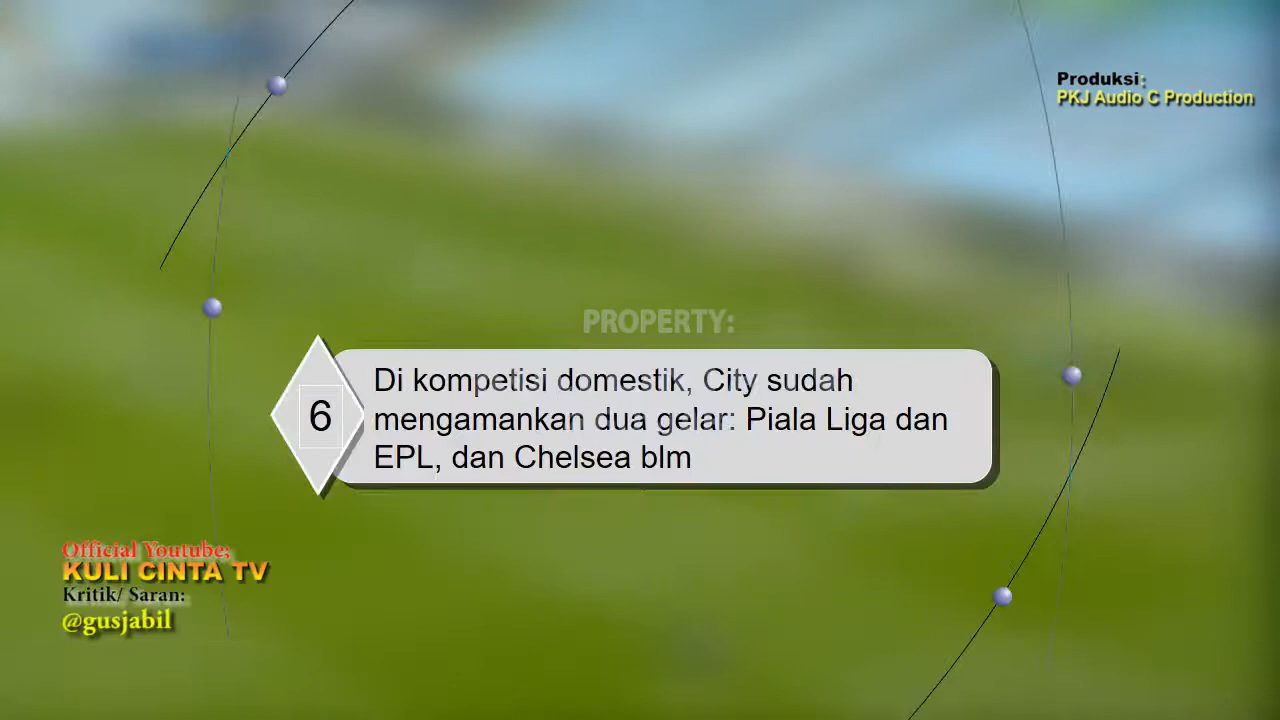 Produksi:
PKJ Audio C Production
PROPERTY:
6
Di kompetisi domestik, City sudah
mengamankan dua gelar: Piala Liga dan
EPL, dan Chelsea blm
Official Youtube;
KULI CINTA TV
Kritik/ Saran:
@gusjabil